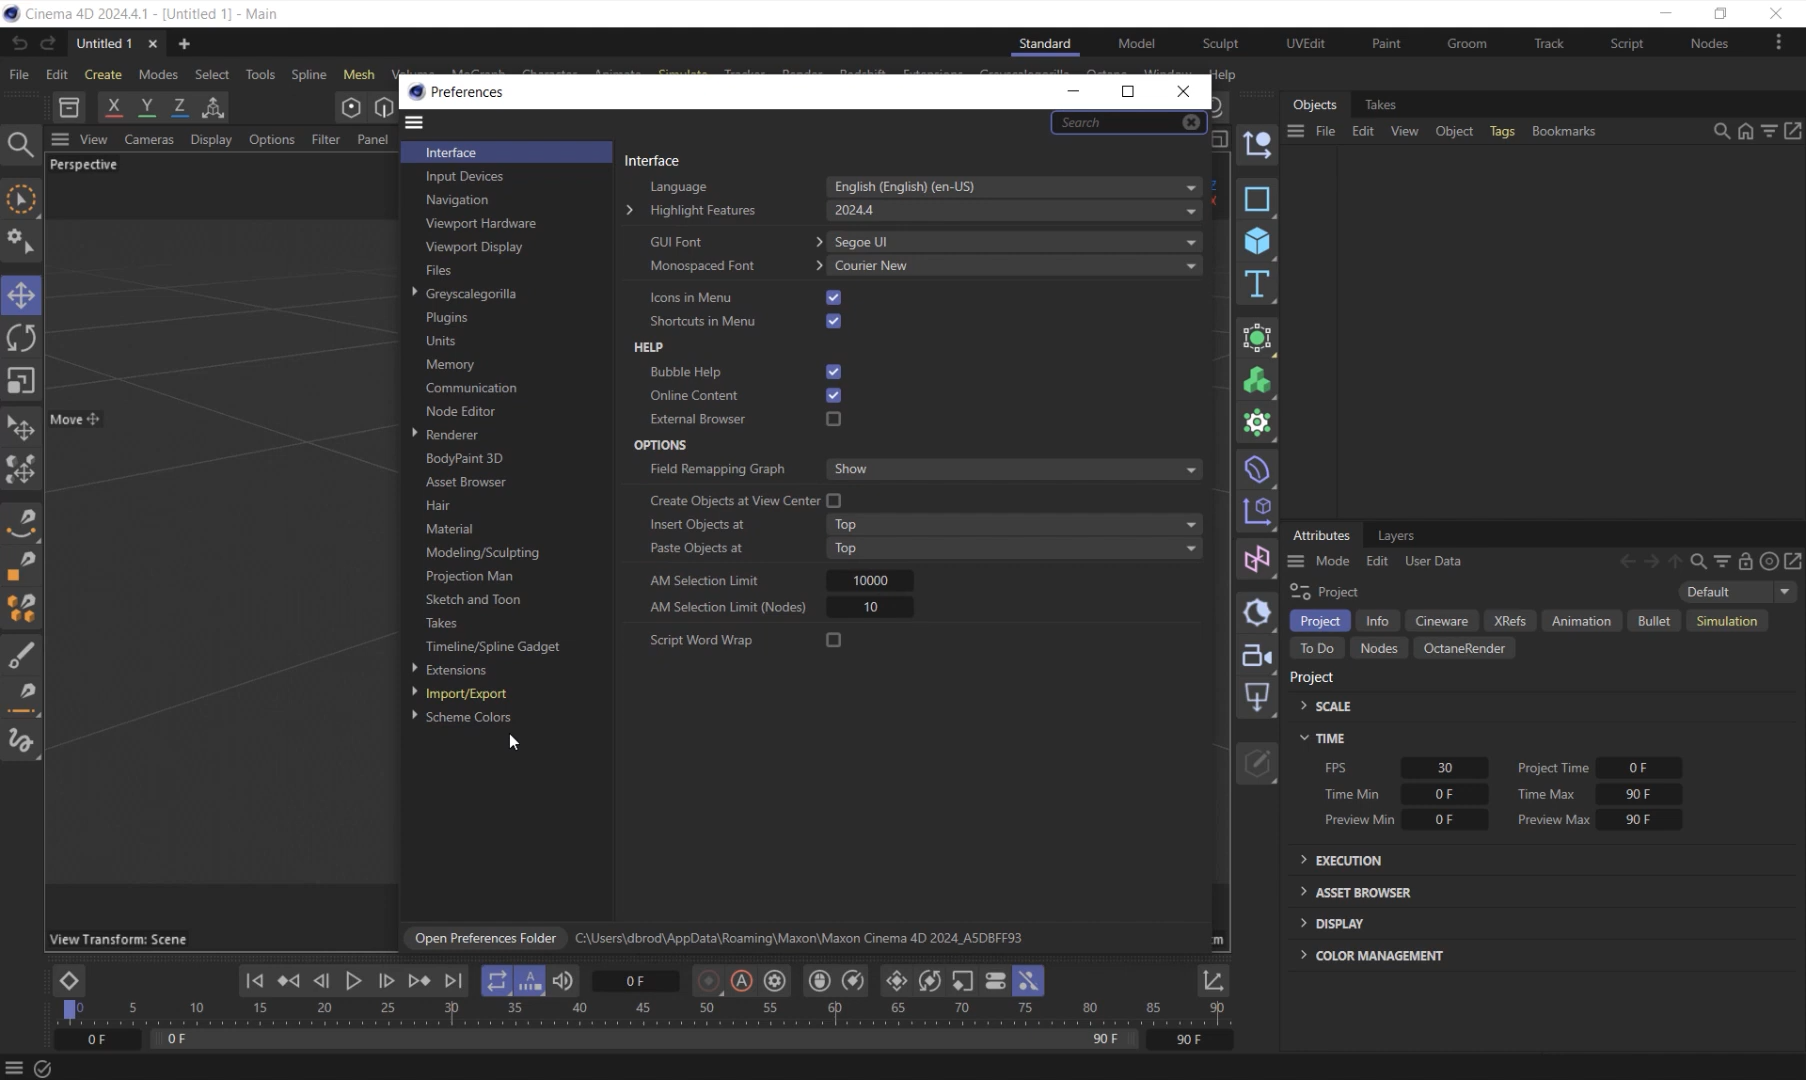 Cinema 4D 2024.4.1 - [Untitled 1] - Main
Untitled 1
Standard Model Sculpt UVEdit Paint Groom Track Script Nodes
File Edit Create Modes Select Tools Spline Mesh Help
Preferences
X Y Z
Search
View Cameras Display Options Filter Panel
Perspective
Move
View Transform: Scene
Interface
Input Devices
Navigation
Viewport Hardware
Viewport Display
Files
Greyscalegorilla
Plugins
Units
Memory
Communication
Node Editor
Renderer
BodyPaint 3D
Asset Browser
Hair
Material
Modeling/Sculpting
Projection Man
Sketch and Toon
Takes
Timeline/Spline Gadget
Extensions
Import/Export
Scheme Colors
Interface
Language English (English) (en-US)
Highlight Features 2024.4
GUI Font Segoe UI
Monospaced Font Courier New
Icons in Menu
Shortcuts in Menu
HELP
Bubble Help
Online Content
External Browser
OPTIONS
Field Remapping Graph Show
Create Objects at View Center
Insert Objects at Top
Paste Objects at Top
AM Selection Limit 10000
AM Selection Limit (Nodes) 10
Script Word Wrap
Open Preferences Folder C:\Users\dbrod\AppData\Roaming\Maxon\Maxon Cinema 4D 2024_A5DBFF93
Objects Takes
File Edit View Object Tags Bookmarks
Attributes Layers
Mode Edit User Data
Project Default
Project Info Cineware XRefs Animation Bullet Simulation
To Do Nodes OctaneRender
Project
SCALE
TIME
FPS 30 Project Time 0 F
Time Min 0 F Time Max 90 F
Preview Min 0 F Preview Max 90 F
EXECUTION
ASSET BROWSER
DISPLAY
COLOR MANAGEMENT
0 F
0 5 10 15 20 25 30 35 40 45 50 55 60 65 70 75 80 85 90
0 F 0 F 90 F 90 F